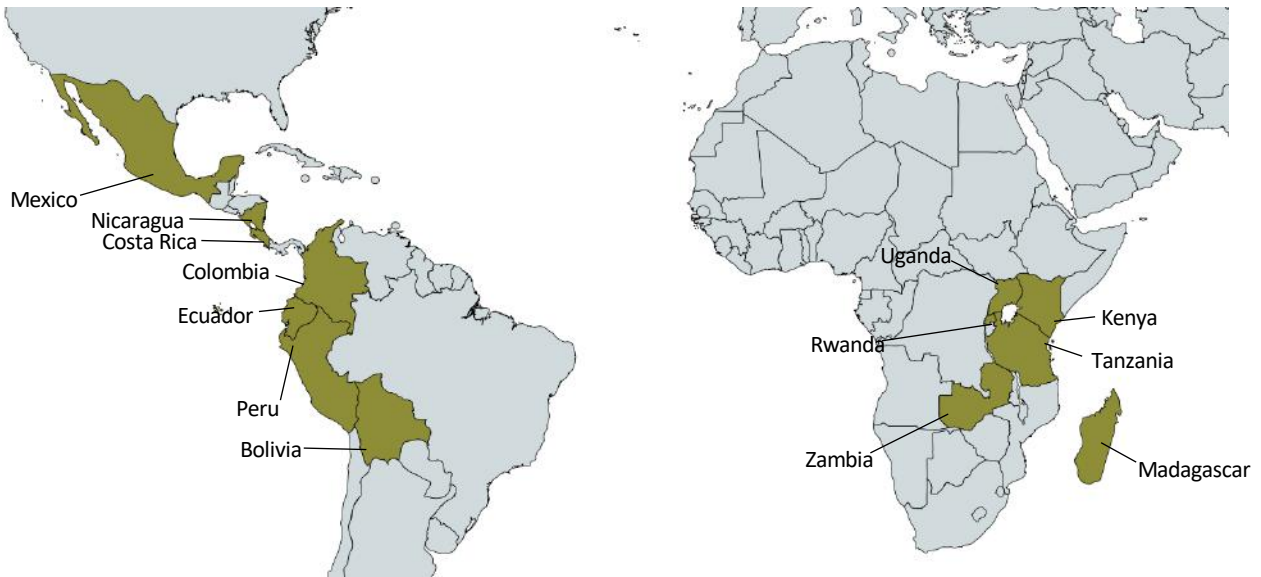 Mexico
Nicaragua
Costa Rica
Colombia
Ecuador
Peru
Bolivia
Uganda
Kenya
Rwanda
Tanzania
Zambia
Madagascar